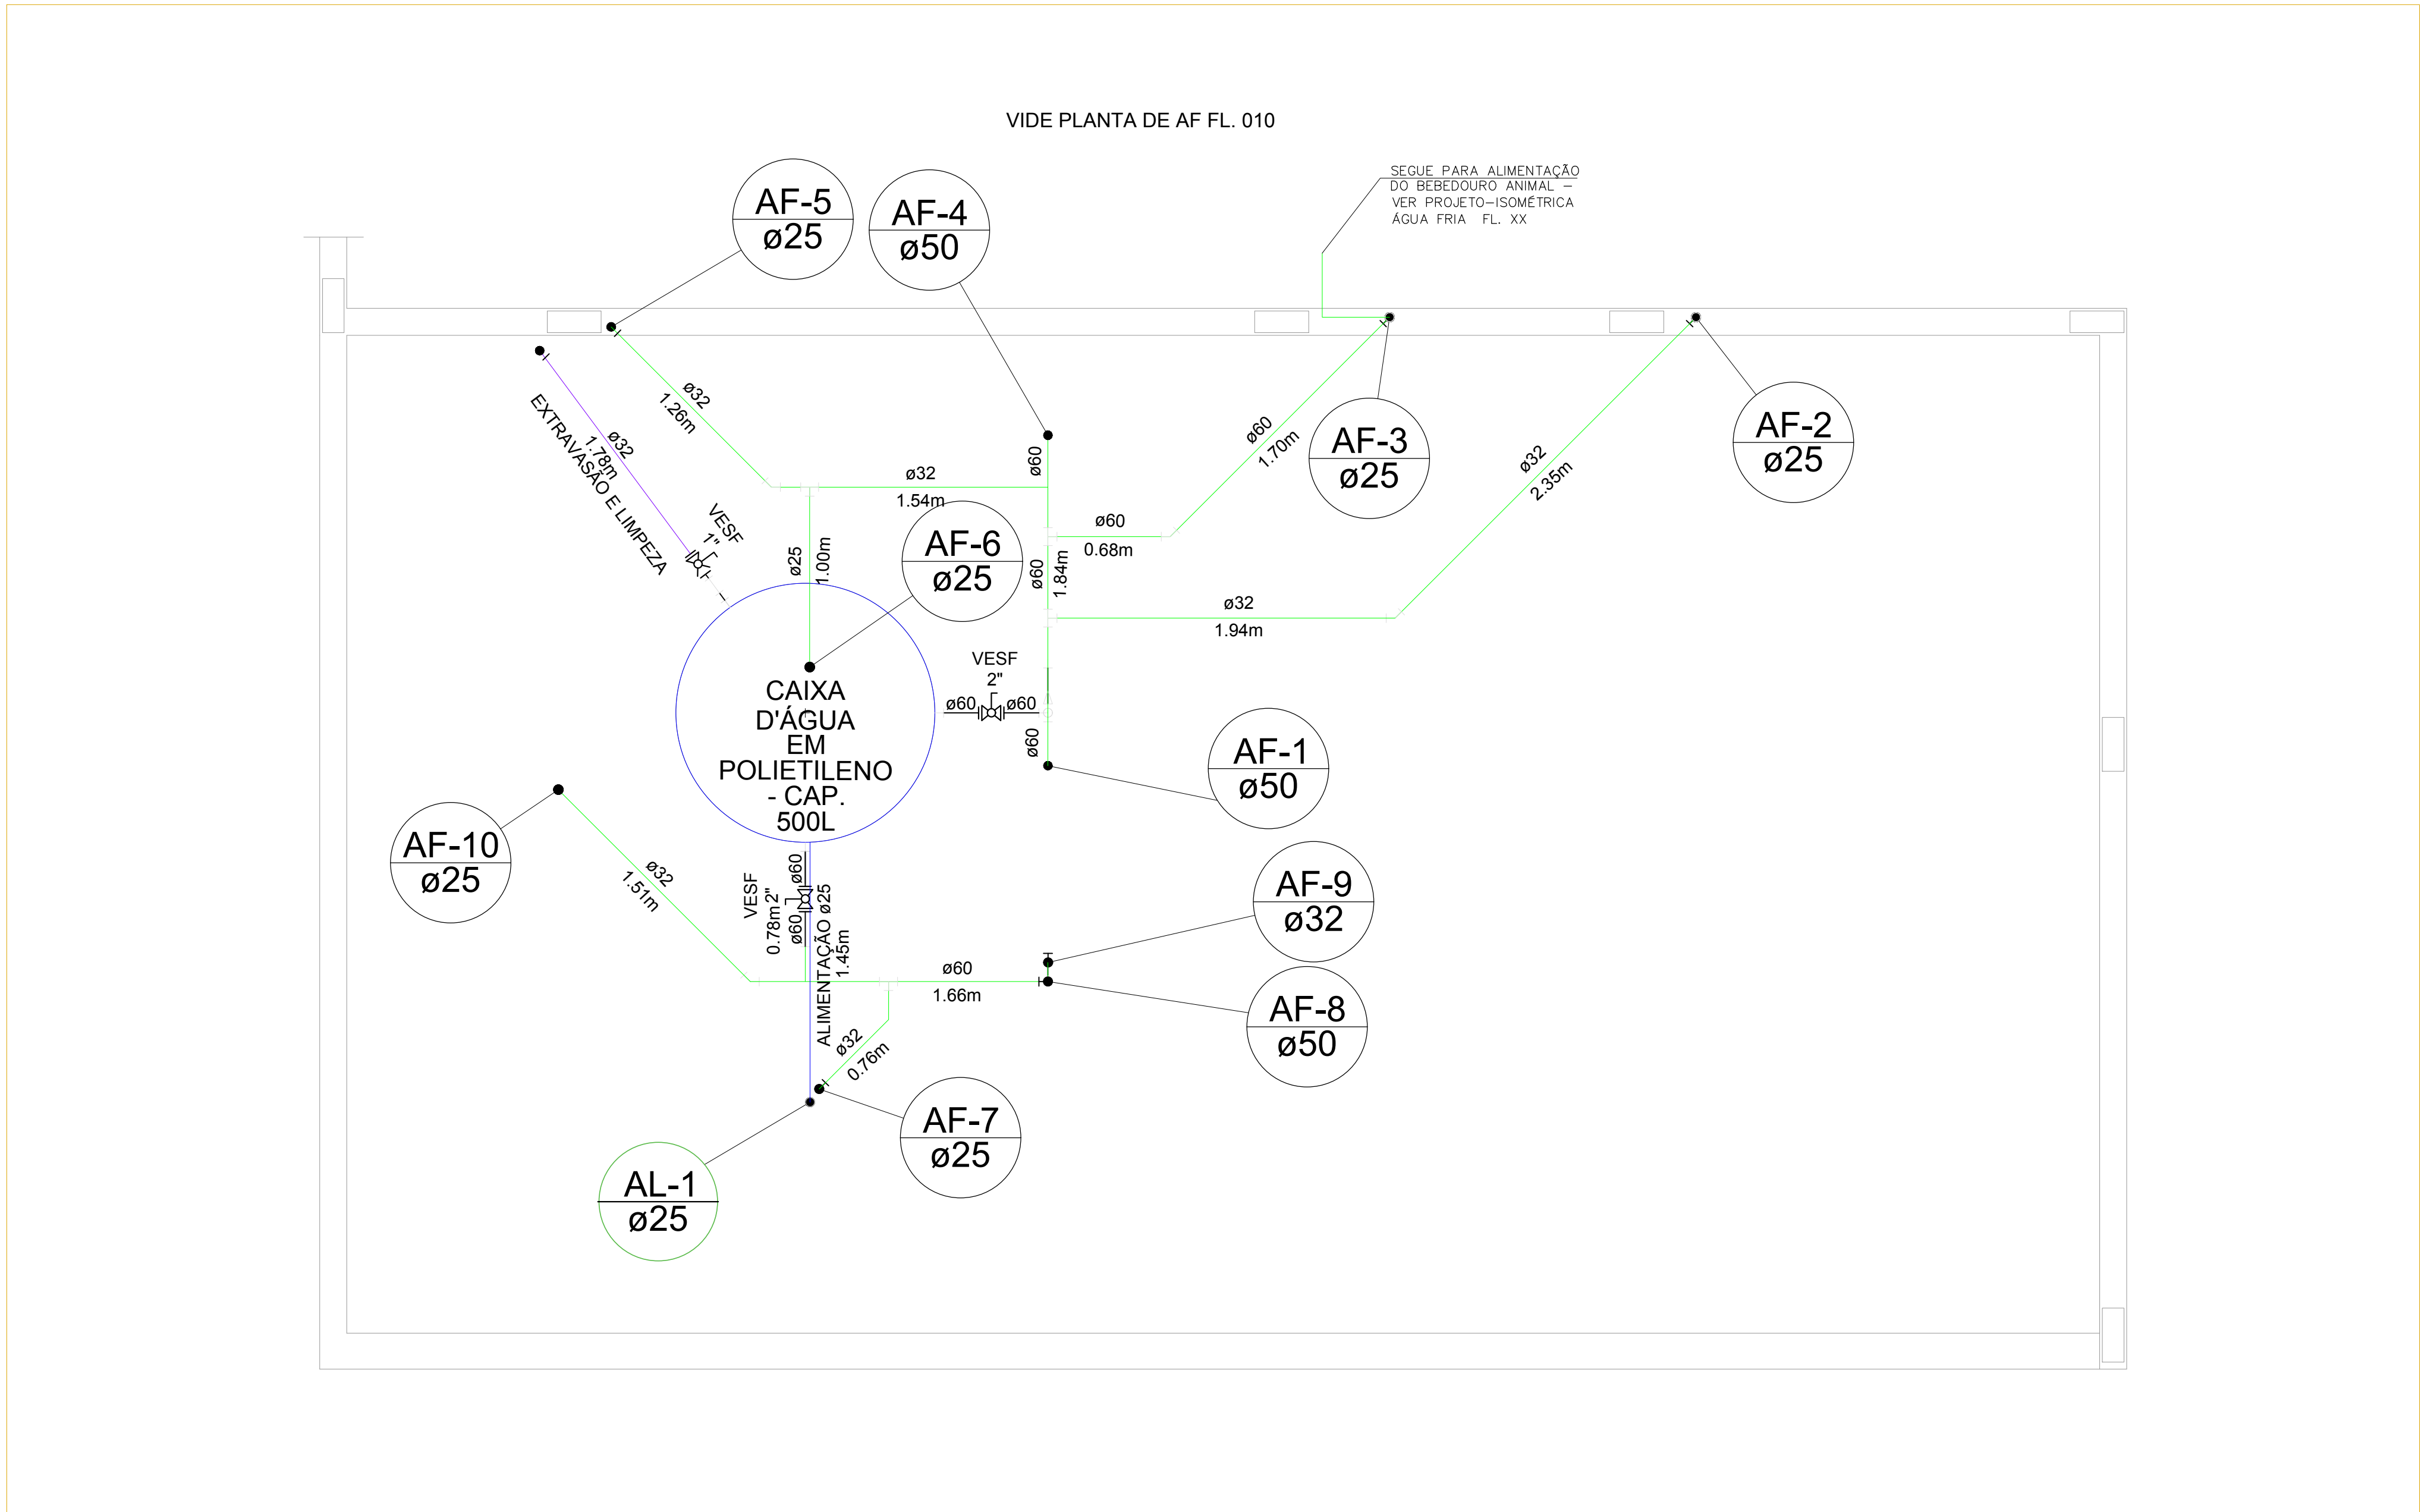 VIDE PLANTA DE AF FL. 010
SEGUE PARA ALIMENTAÇÃO
DO BEBEDOURO ANIMAL –
VER PROJETO–ISOMÉTRICA
ÁGUA FRIA FL. XX
AF-5
ø25
AF-4
ø50
AF-3
ø25
AF-2
ø25
ø32
1.26m
ø32
1.78m
EXTRAVASÃO E LIMPEZA
VESF
1"
ø32
1.54m
ø60
ø60
1.70m
ø32
2.35m
ø60
0.68m
AF-6
ø25
ø25
1.00m
ø60
1.84m
ø32
1.94m
VESF
2"
ø60
ø60
ø60
CAIXA
D'ÁGUA
EM
POLIETILENO
- CAP.
500L
AF-1
ø50
AF-10
ø25
ø32
1.51m
VESF
2"
0.78m
ø60
ø60
ALIMENTAÇÃO ø25
1.45m
AF-9
ø32
ø60
1.66m
AF-8
ø50
ø32
0.76m
AF-7
ø25
AL-1
ø25